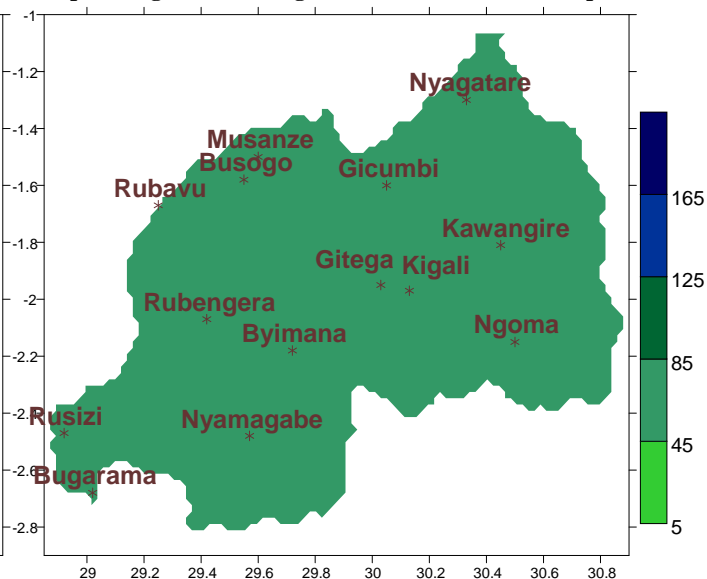 -1
-1.2
-1.4
-1.6
-1.8
-2
-2.2
-2.4
-2.6
-2.8
Nyagatare
Musanze
Busogo
Gicumbi
Rubavu
Kawangire
Gitega
Kigali
Rubengera
Ngoma
Byimana
Rusizi
Nyamagabe
Bugarama
29
29.2
29.4
29.6
29.8
30
30.2
30.4
30.6
30.8
165
125
85
45
5